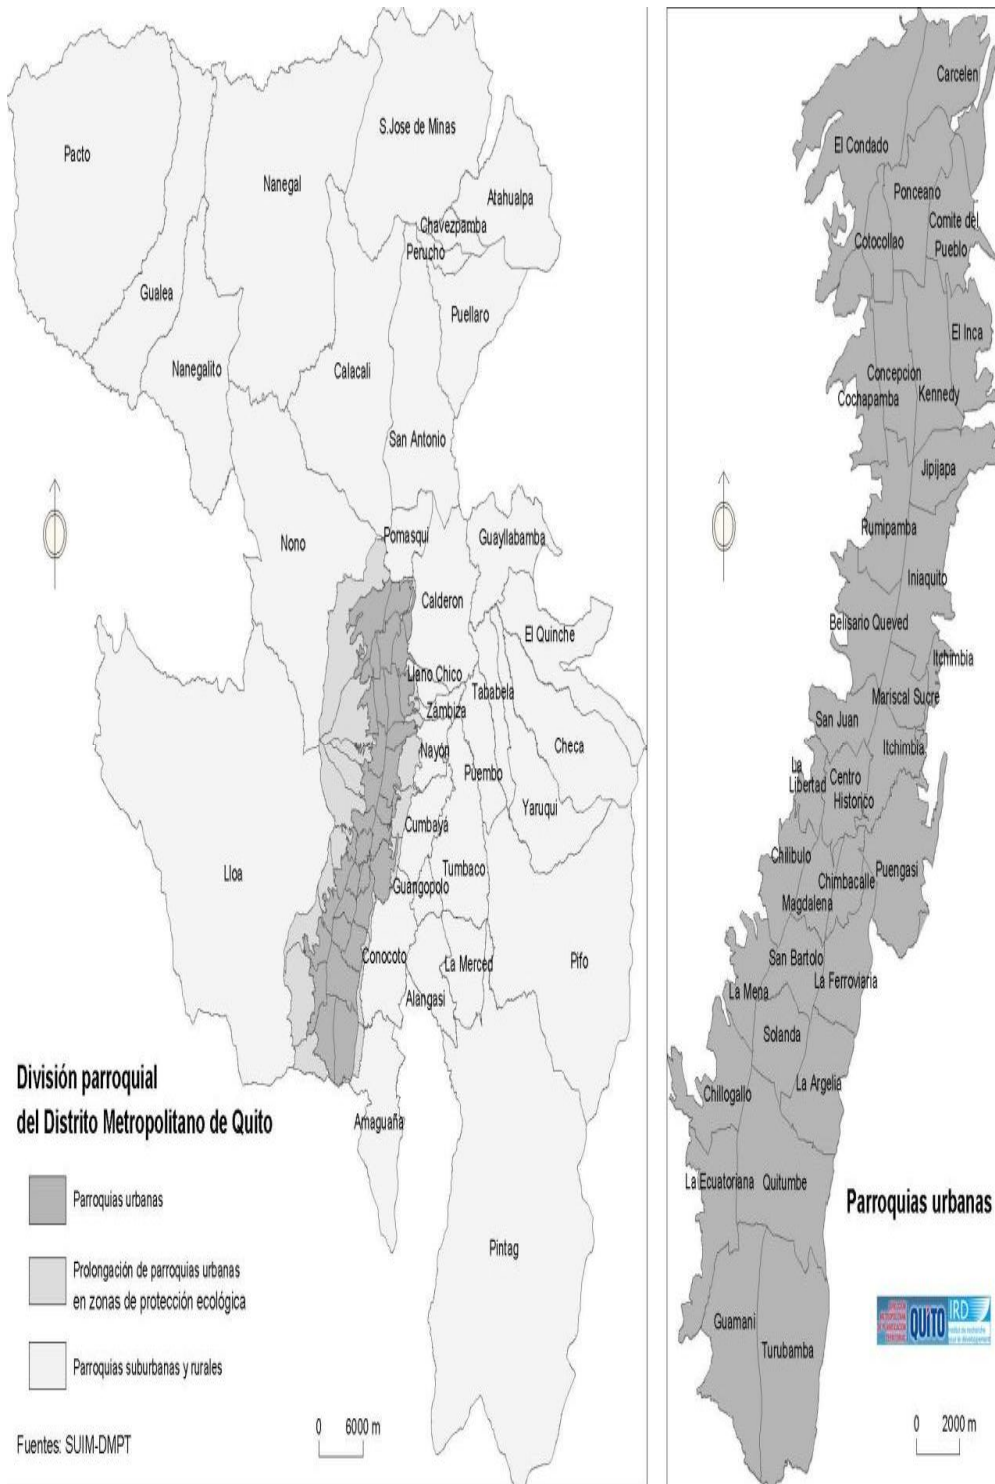 Pacto
S.Jose de Minas
Nanegal
Atahualpa
Chavezpamba
Perucho
Gualea
Puellaro
Nanegalito
Calacali
San Antonio
Pomasqui
Guayllabamba
Nono
Calderon
El Quinche
Llano Chico
Tababela
Zámbiza
Nayón
Checa
Puembo
Yaruqui
Cumbayá
Lloa
Tumbaco
Guangopolo
Conocoto
La Merced
Pifo
Alangasi
Amaguaña
Pintag
División parroquial
del Distrito Metropolitano de Quito
Parroquias urbanas
Prolongación de parroquias urbanas
en zonas de protección ecológica
Parroquias suburbanas y rurales
Fuentes: SUIM-DMPT
0 6000 m
Carcelen
El Condado
Ponceano
Comite del
Pueblo
Cotocollao
El Inca
Concepcion
Cochapamba
Kennedy
Jipijapa
Rumipamba
Iniaquito
Belisario Queved
Itchimbia
Mariscal Sucre
San Juan
Itchimbia
La
Libertad
Centro
Historico
Chilibulo
Chimbacalle
Puengasi
Magdalena
San Bartolo
La Ferroviaria
La Mena
Solanda
La Argelia
Chillogallo
La Ecuatoriana
Quitumbe
Parroquias urbanas
Guamani
Turubamba
QUITO
IRD
0 2000 m